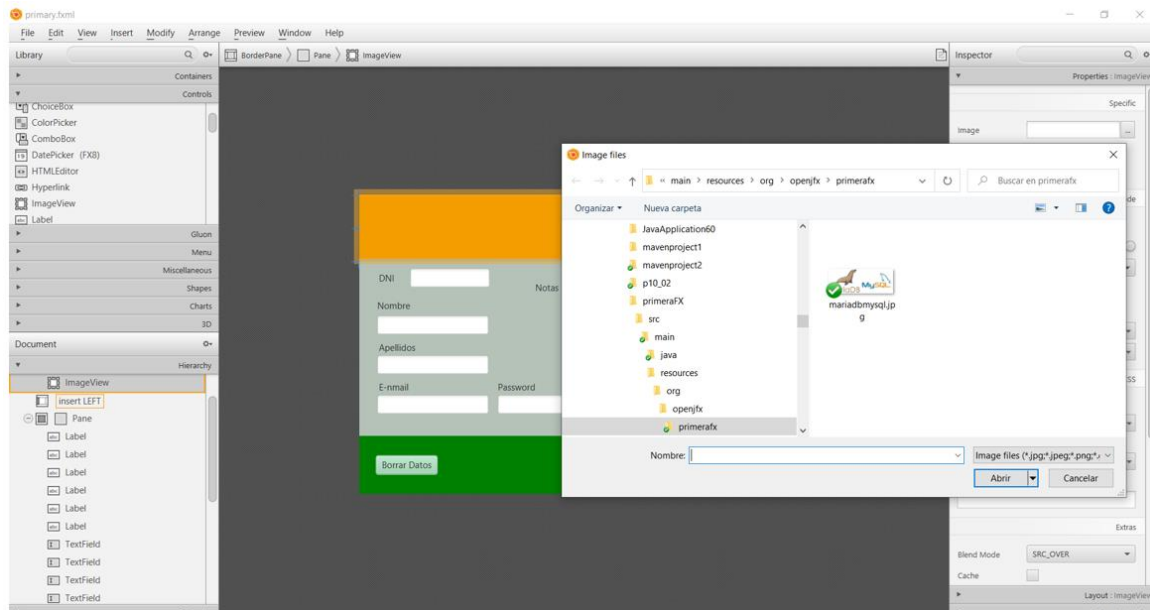 primary.fxml
File Edit View Insert Modify Arrange Preview Window Help
Library
BorderPane Pane ImageView
Inspector
Containers
Properties : ImageView
Controls
Specific
ChoiceBox
ColorPicker
ComboBox
DatePicker (FX8)
HTMLEditor
Hyperlink
ImageView
Label
Image
Gluon
Menu
Miscellaneous
Shapes
Charts
3D
Document
Hierarchy
ImageView
insert LEFT
Pane
Label
Label
Label
Label
Label
Label
TextField
TextField
TextField
TextField
DNI
Notas
Nombre
Apellidos
E-nmail Password
Borrar Datos
Image files
« main > resources > org > openjfx > primerafx
Buscar en primerafx
Organizar Nueva carpeta
JavaApplication60
mavenproject1
mavenproject2
p10_02
primeraFX
src
main
java
resources
org
openjfx
primerafx
MySQL
mariadbmysql.jp
g
Nombre:
Image files (*.jpg;*.jpeg;*.png;*
Abrir Cancelar
Extras
Blend Mode SRC_OVER
Cache
Layout : ImageView